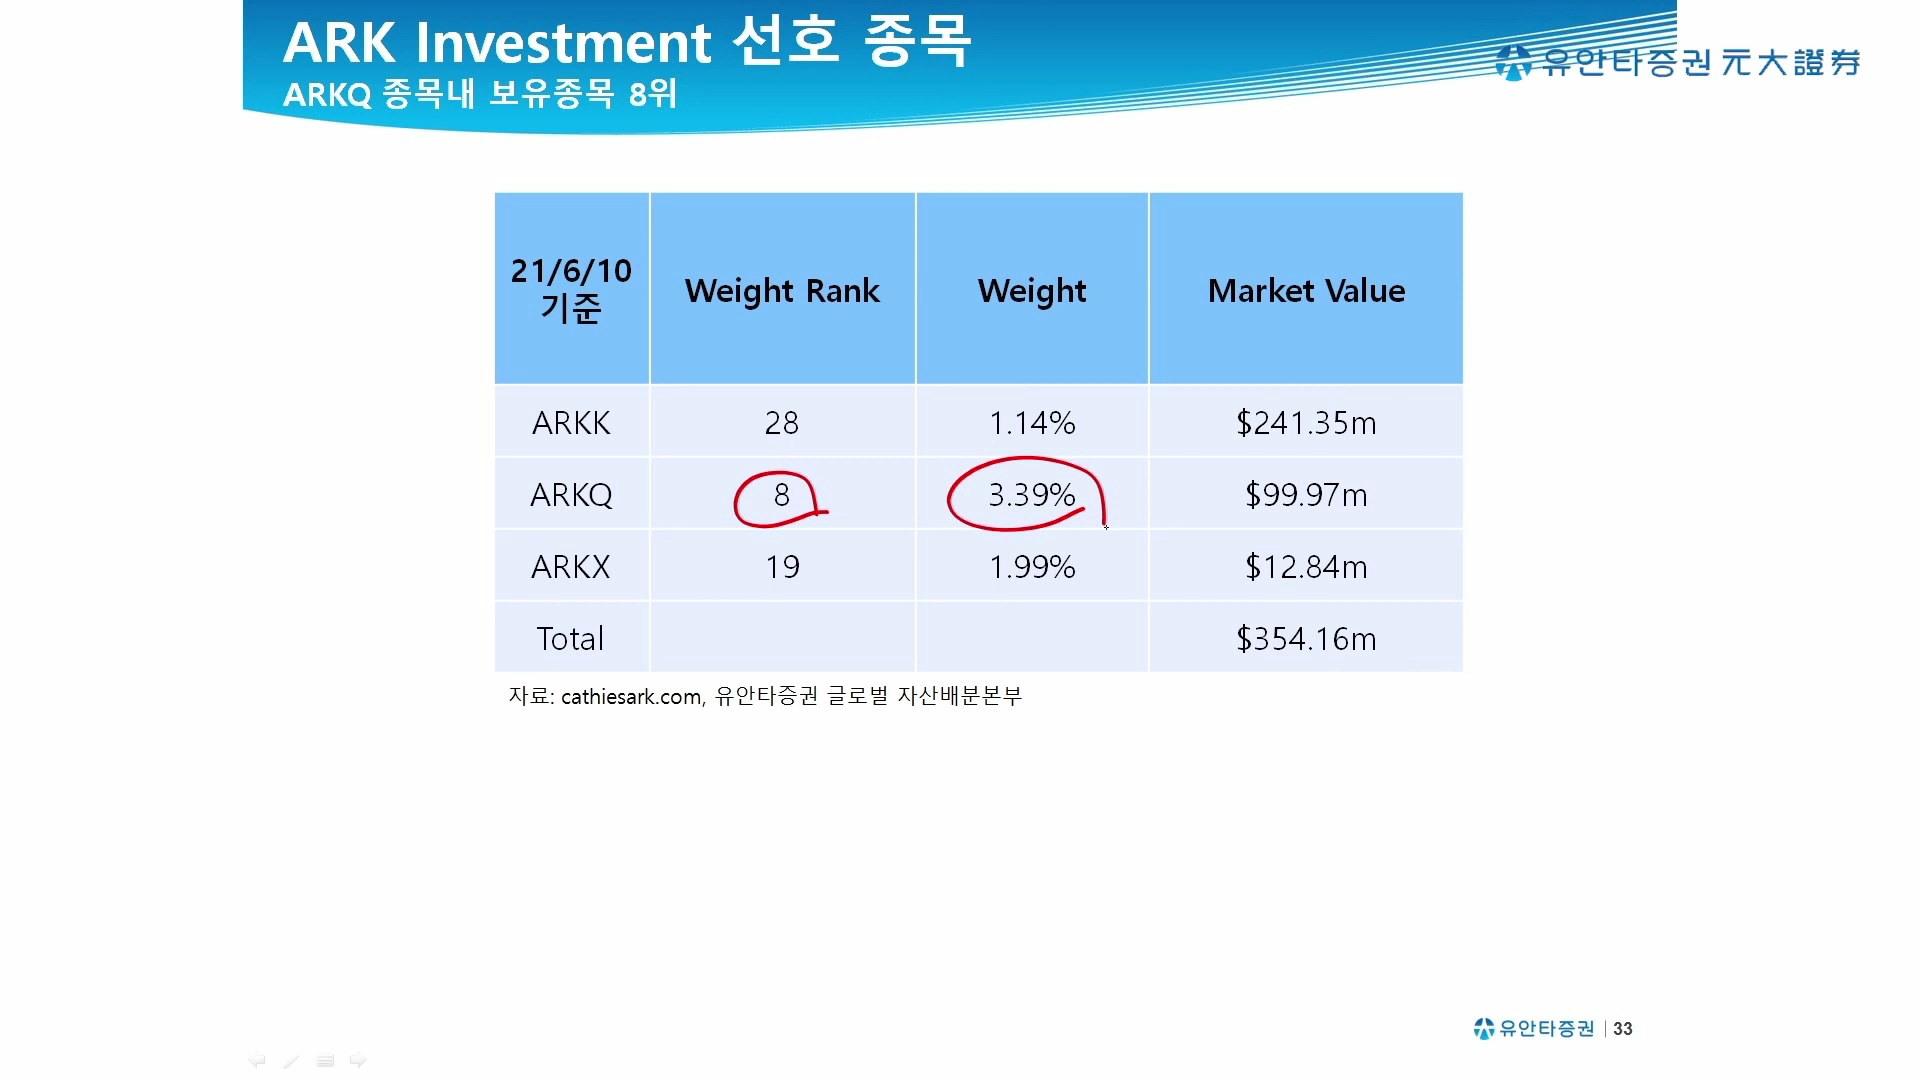 ARK Investment 선호 종목
ARKQ 종목내 보유종목 8위
유안타증권 元大證券
21/6/10 기준 Weight Rank Weight Market Value
ARKK 28 1.14% $241.35m
ARKQ 8 3.39% $99.97m
ARKX 19 1.99% $12.84m
Total $354.16m
자료: cathiesark.com, 유안타증권 글로벌 자산배분본부
유안타증권 | 33